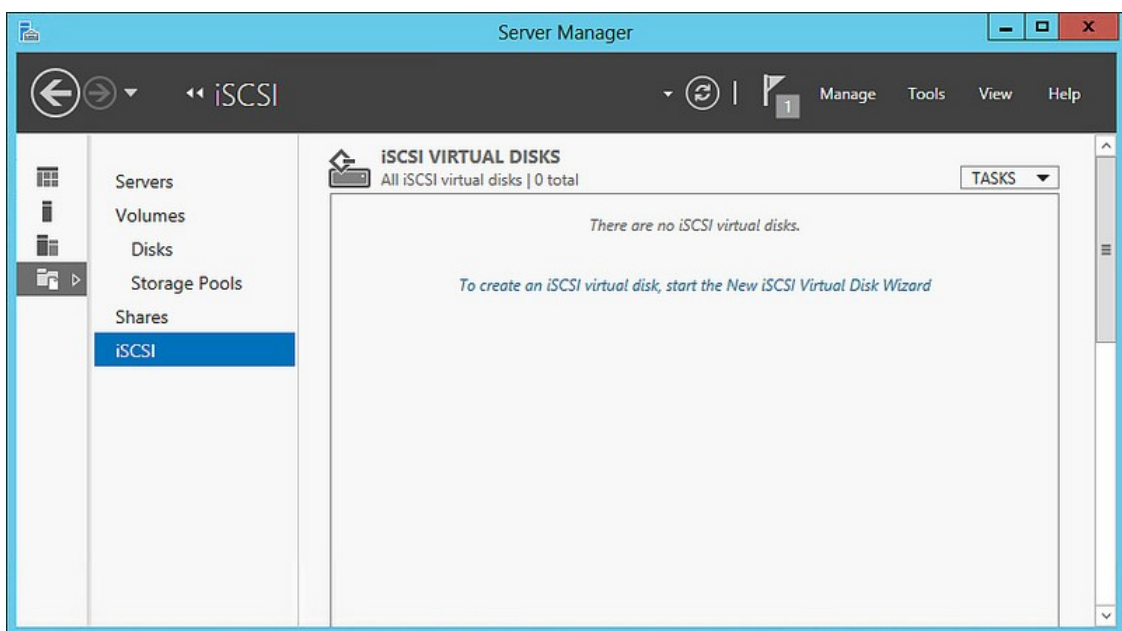 Server Manager
iSCSI
1
Manage Tools View Help
Servers
Volumes
Disks
Storage Pools
Shares
iSCSI
iSCSI VIRTUAL DISKS
All iSCSI virtual disks | 0 total
TASKS
There are no iSCSI virtual disks.
To create an iSCSI virtual disk, start the New iSCSI Virtual Disk Wizard